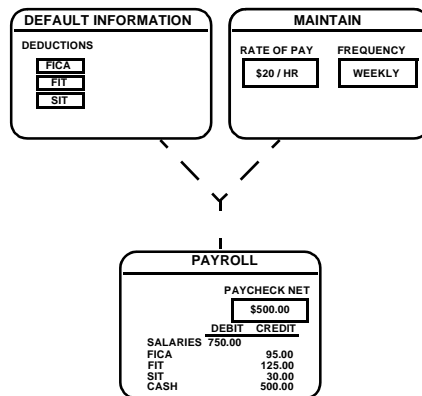 DEFAULT INFORMATION
DEDUCTIONS
FICA
FIT
SIT
MAINTAIN
RATE OF PAY FREQUENCY
$20 / HR WEEKLY
PAYROLL
PAYCHECK NET
$500.00
DEBIT CREDIT
SALARIES 750.00
FICA 95.00
FIT 125.00
SIT 30.00
CASH 500.00